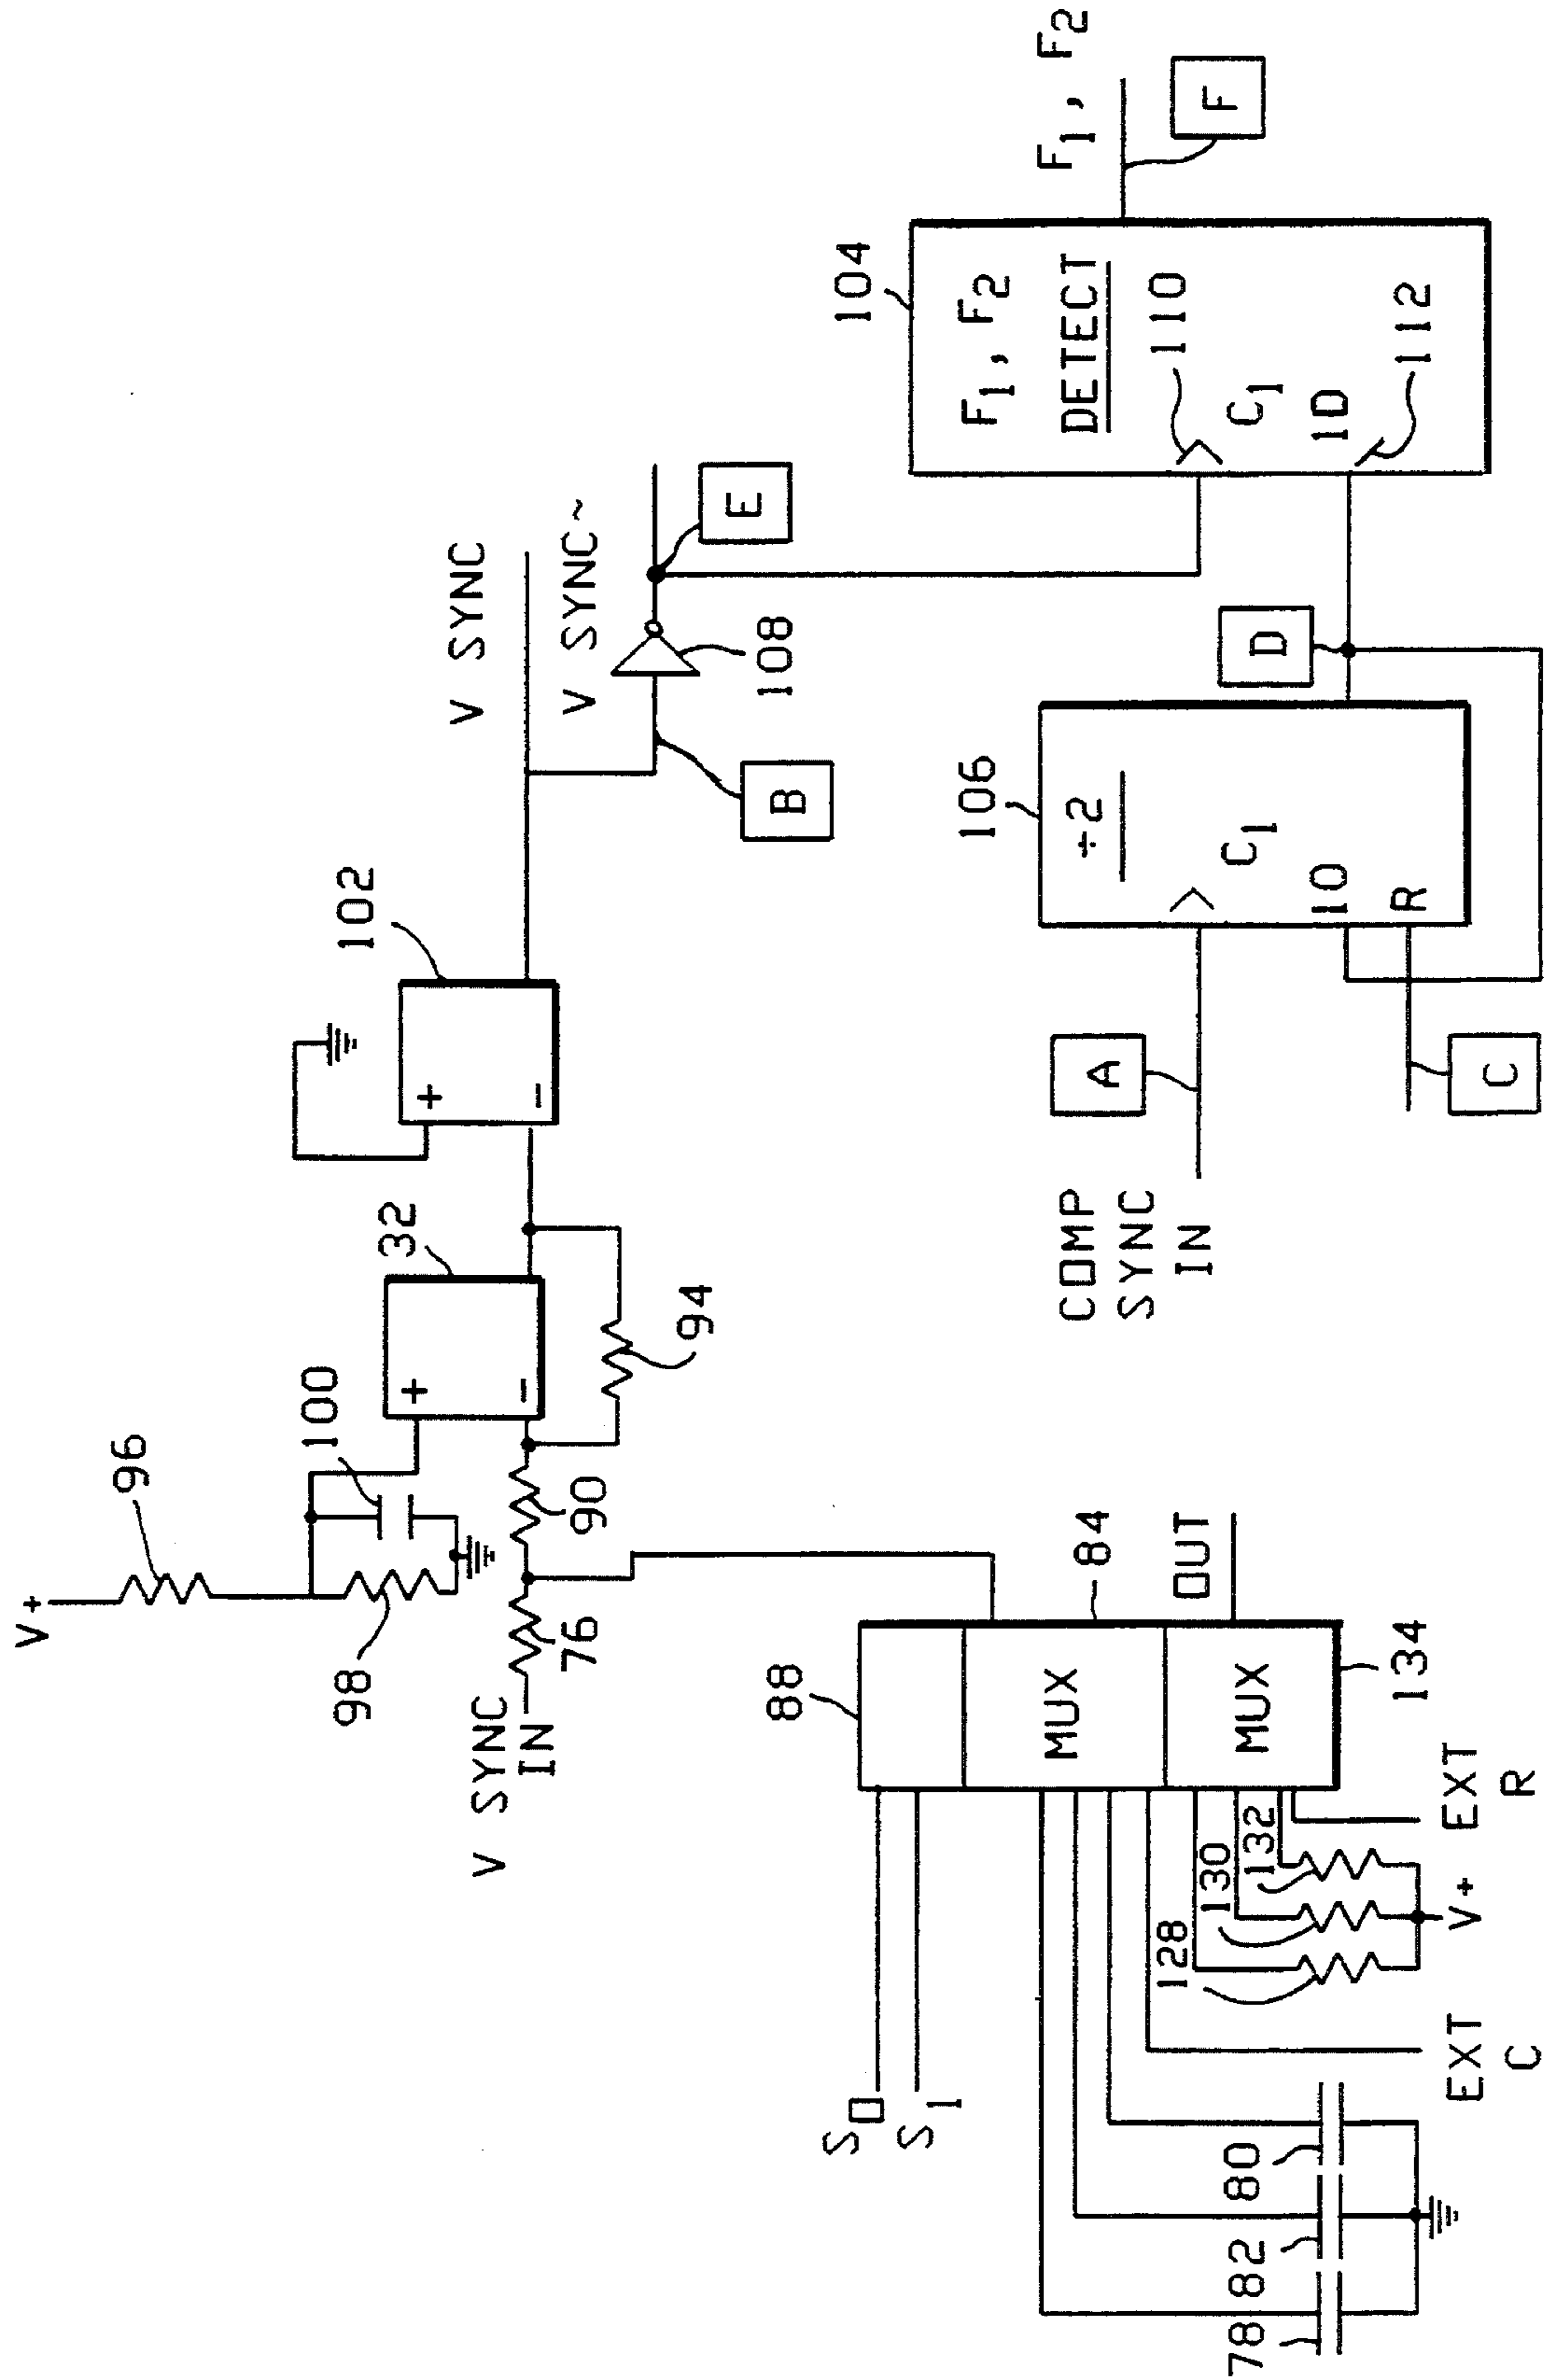 V+
96
98
100
32
102
V SYNC
IN
76
90
94
+
-
+
-
V SYNC
V SYNC~
B
108
E
88
S0
S1
MUX
84
MUX
OUT
134
78
82
80
EXT
C
128
130
132
V+
EXT
R
COMP
SYNC
IN
A
C
106
÷2
C1
10
R
D
104
F1, F2
DETECT
110
C1
1D
112
F1, F2
F